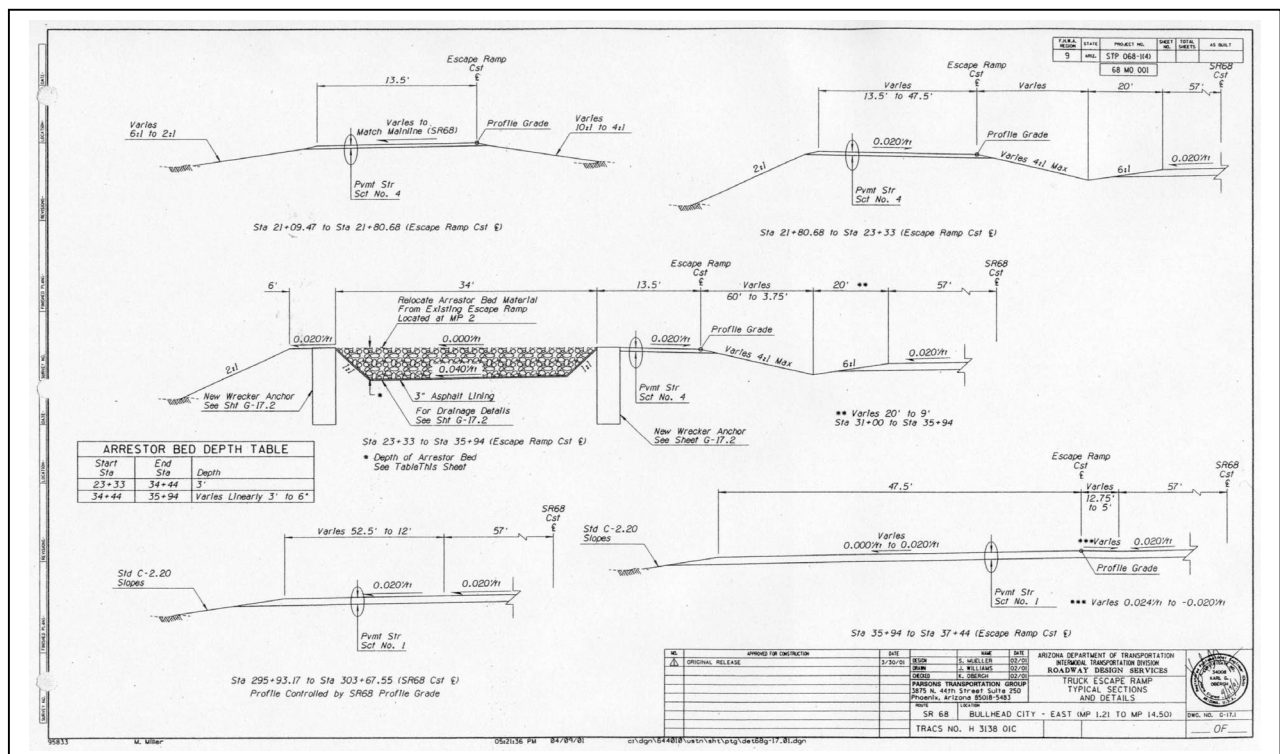 F.H.W.A. REGION STATE PROJECT NO. SHEET NO. TOTAL SHEETS AS BUILT
9 ARIZ. STP 068-1(4)
68 MO 001
Escape Ramp
Cst
℄
13.5'
Varies
6:1 to 2:1
Varies to
Match Mainline (SR68)
Profile Grade
Varies
10:1 to 4:1
Pvmt Str
Sct No. 4
Sta 21+09.47 to Sta 21+80.68 (Escape Ramp Cst ℄)
Escape Ramp
Cst
℄
SR68
Cst
℄
Varies
13.5' to 47.5'
Varies
20'
57'
2:1
0.020'/ft
Profile Grade
Varies 4:1 Max
6:1
0.020'/ft
Pvmt Str
Sct No. 4
Sta 21+80.68 to Sta 23+33 (Escape Ramp Cst ℄)
Escape Ramp
Cst
℄
SR68
Cst
℄
6'
34'
13.5'
Varies
60' to 3.75'
20' **
57'
Relocate Arrestor Bed Material
From Existing Escape Ramp
Located at MP 2
0.020'/ft
0.000'/ft
0.020'/ft
Profile Grade
Varies 4:1 Max
6:1
0.020'/ft
2:1
1:1
0.040'/ft
1:1
New Wrecker Anchor
See Sht G-17.2
*
3" Asphalt Lining
For Drainage Details
See Sht G-17.2
Pvmt Str
Sct No. 4
New Wrecker Anchor
See Sheet G-17.2
** Varies 20' to 9'
Sta 31+00 to Sta 35+94
Sta 23+33 to Sta 35+94 (Escape Ramp Cst ℄)
* Depth of Arrestor Bed
See TableThis Sheet
ARRESTOR BED DEPTH TABLE
Start Sta End Sta Depth
23+33 34+44 3'
34+44 35+94 Varies Linearly 3' to 6"
SR68
Cst
℄
Varies 52.5' to 12'
57'
Std C-2.20
Slopes
0.020'/ft
0.020'/ft
Pvmt Str
Sct No. 1
Sta 295+93.17 to Sta 303+67.55 (SR68 Cst ℄)
Profile Controlled by SR68 Profile Grade
Escape Ramp
Cst
℄
SR68
Cst
℄
47.5'
Varies
12.75'
to 5'
57'
Std C-2.20
Slopes
Varies
0.000'/ft to 0.020'/ft
***Varies
0.020'/ft
Profile Grade
Pvmt Str
Sct No. 1
*** Varies 0.024'/ft to -0.020'/ft
Sta 35+94 to Sta 37+44 (Escape Ramp Cst ℄)
NO. APPROVED FOR CONSTRUCTION DATE
ORIGINAL RELEASE 3/30/01
NAME DATE
DESIGN S. MUELLER 02/01
DRAWN J. WILLIAMS 02/01
CHECKED K. OBERGH 02/01
PARSONS TRANSPORTATION GROUP
3875 N. 44th Street Suite 250
Phoenix, Arizona 85018-5483
ARIZONA DEPARTMENT OF TRANSPORTATION
INTERMODAL TRANSPORTATION DIVISION
ROADWAY DESIGN SERVICES
TRUCK ESCAPE RAMP
TYPICAL SECTIONS
AND DETAILS
ROUTE LOCATION
SR 68 BULLHEAD CITY - EAST (MP 1.21 TO MP 14.50)
DWG. NO. G-17.1
TRACS NO. H 3138 01C
OF
95833 M. Miller 05:21:36 PM 04/09/01